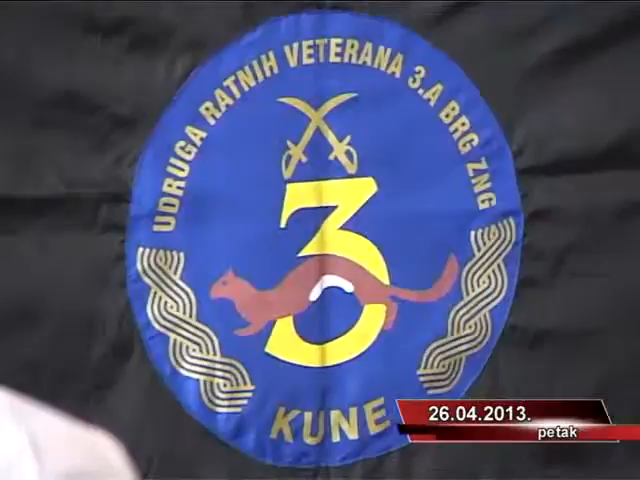 UDRUGA RATNIH VETERANA 3.A BRG ZNG
3
KUNE
26.04.2013.
petak